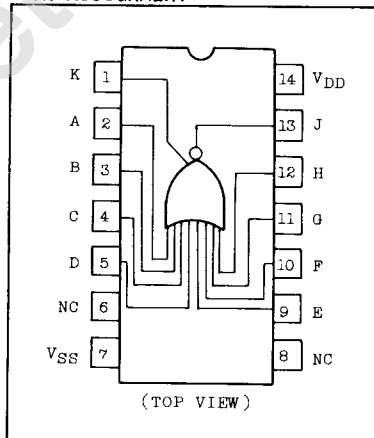 K 1 14 VDD
A 2 13 J
B 3 12 H
C 4 11 G
D 5 10 F
NC 6 9 E
VSS 7 8 NC
(TOP VIEW)